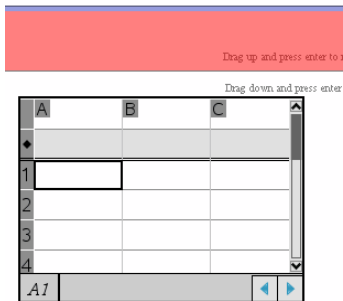 Drag up and press enter to
Drag down and press enter
A B C
◆
1
2
3
4
A1